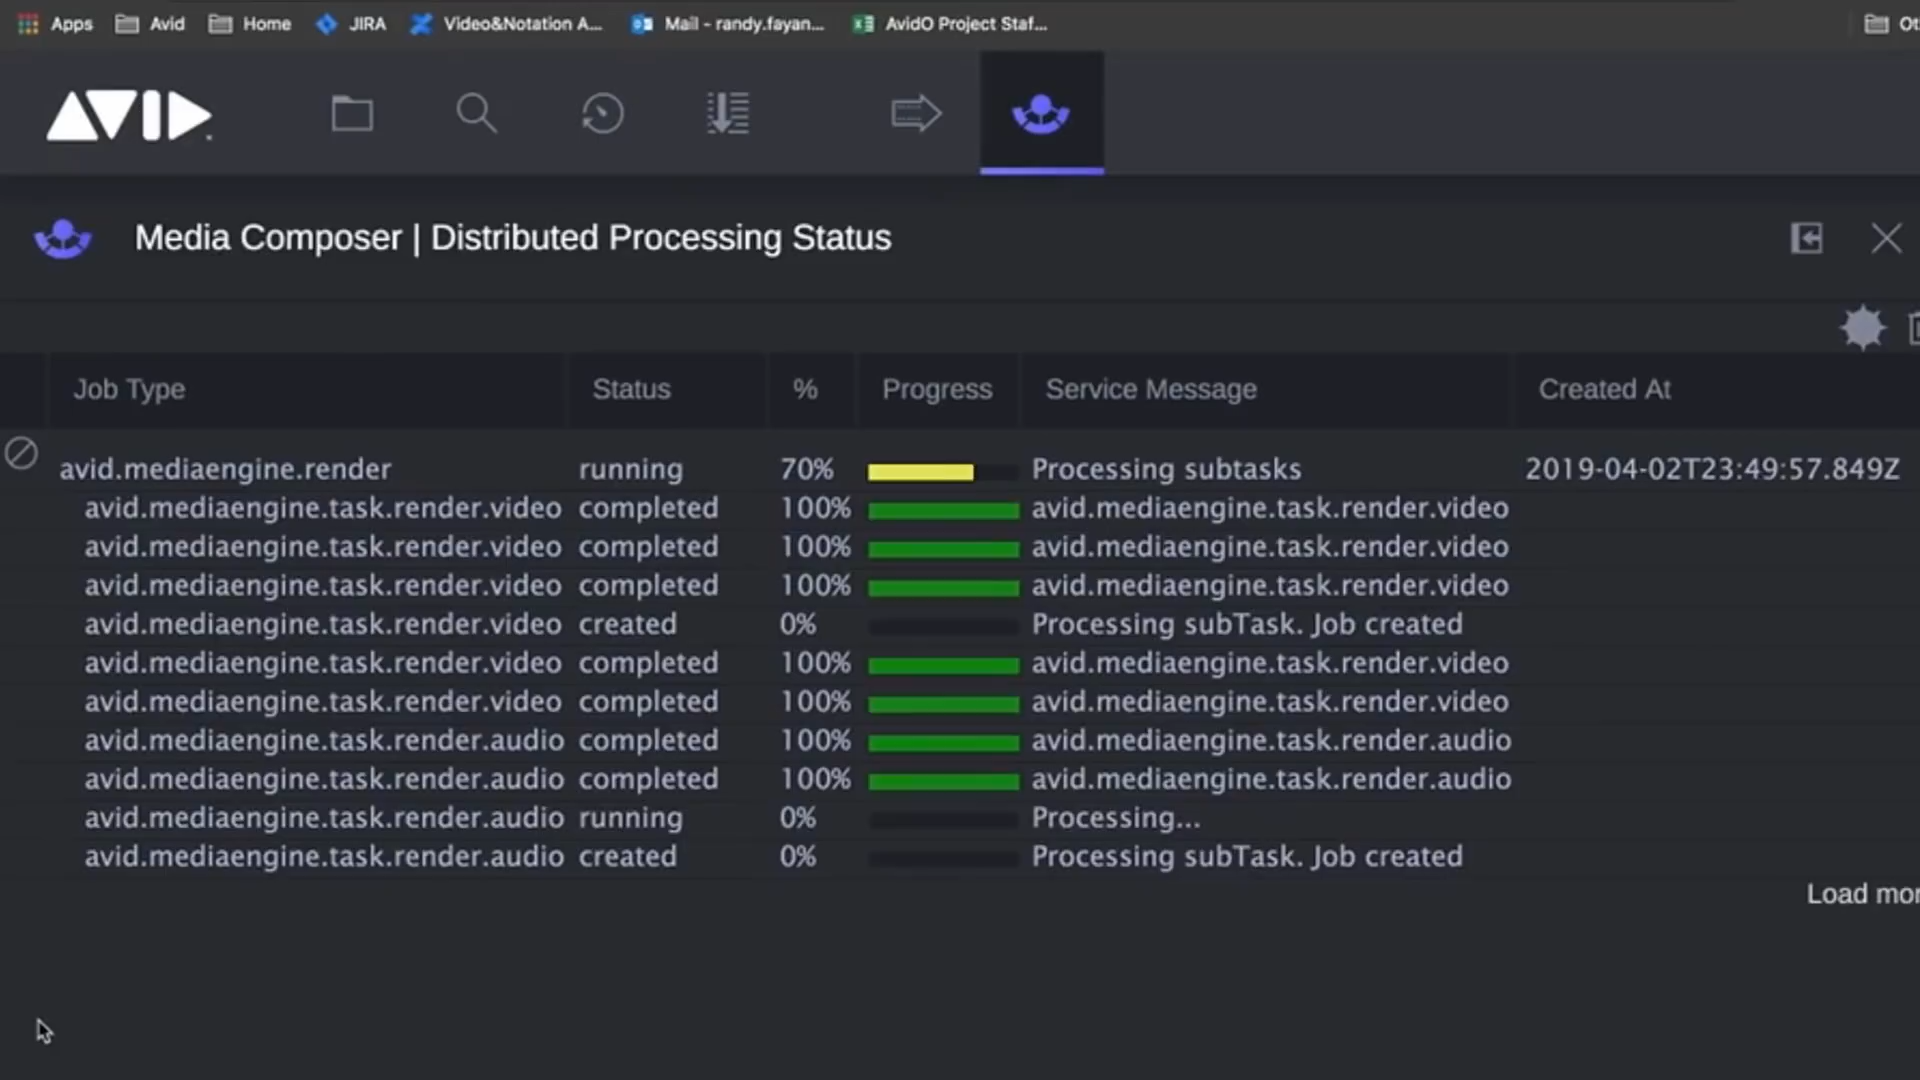 Apps Avid Home JIRA Video&Notation A... Mail - randy.fayan... AvidO Project Staf... Ot
AVID
Media Composer | Distributed Processing Status
Job Type Status % Progress Service Message Created At
avid.mediaengine.render running 70% Processing subtasks 2019-04-02T23:49:57.849Z
avid.mediaengine.task.render.video completed 100% avid.mediaengine.task.render.video
avid.mediaengine.task.render.video completed 100% avid.mediaengine.task.render.video
avid.mediaengine.task.render.video completed 100% avid.mediaengine.task.render.video
avid.mediaengine.task.render.video created 0% Processing subTask. Job created
avid.mediaengine.task.render.video completed 100% avid.mediaengine.task.render.video
avid.mediaengine.task.render.video completed 100% avid.mediaengine.task.render.video
avid.mediaengine.task.render.audio completed 100% avid.mediaengine.task.render.audio
avid.mediaengine.task.render.audio completed 100% avid.mediaengine.task.render.audio
avid.mediaengine.task.render.audio running 0% Processing...
avid.mediaengine.task.render.audio created 0% Processing subTask. Job created
Load mor